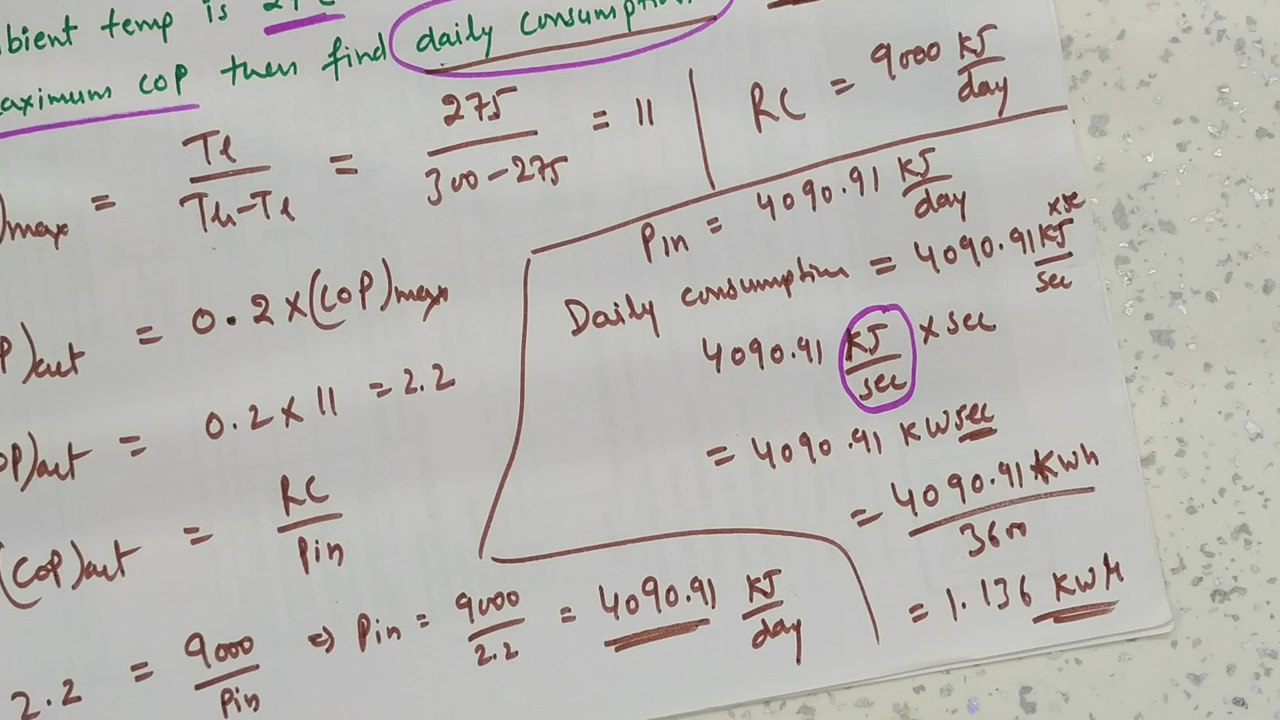 bient temp is 27°C
aximum COP then find daily consumption
)max = Tl / Th-Tl = 275 / 300-275 = 11
RC = 9000 KJ/day
P)act = 0.2 x (COP)max
OP)act = 0.2 x 11 = 2.2
(COP)act = RC / Pin
2.2 = 9000 / Pin ⇒ Pin = 9000 / 2.2 = 4090.91 KJ/day
Pin = 4090.91 KJ/day
Daily consumption = 4090.91 KJ/sec x sec
4090.91 KJ/sec x sec
= 4090.91 KW sec
= 4090.91 KWh / 3600
= 1.136 KWH